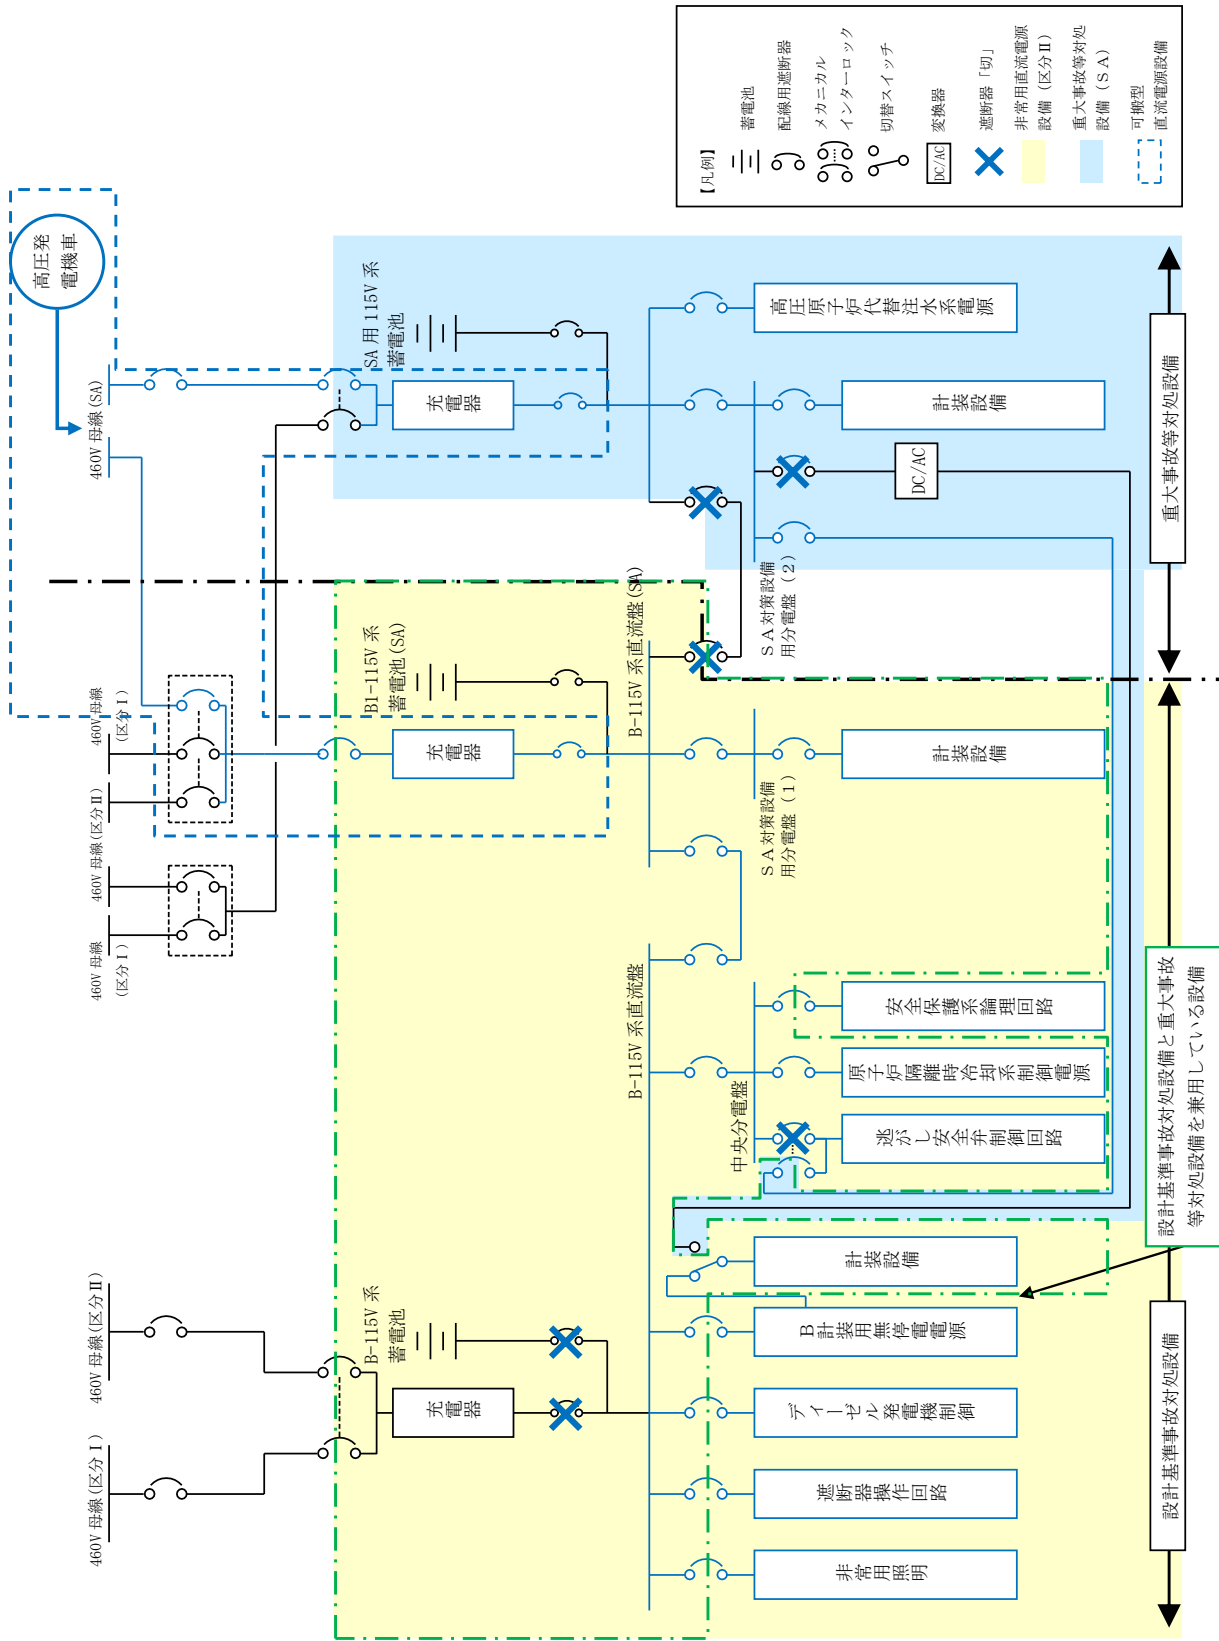 460V 母線(区分Ⅰ)
460V 母線(区分Ⅱ)
460V 母線
(区分Ⅰ)
460V 母線
460V 母線(区分Ⅱ)
460V 母線
(区分Ⅰ)
460V 母線(SA)
高圧発
電機車
B-115V 系
蓄電池
充電器
B1-115V 系
蓄電池(SA)
充電器
SA 用 115V 系
蓄電池
充電器
B-115V 系直流盤
B-115V 系直流盤(SA)
中央分電盤
SA対策設備
用分電盤(1)
SA対策設備
用分電盤(2)
非常用照明
遮断器操作回路
ディーゼル発電機制御
B計装用無停電電源
計装設備
逃がし安全弁制御回路
原子炉隔離時冷却系制御電源
安全保護系論理回路
計装設備
DC/AC
計装設備
高圧原子炉代替注水系電源
設計基準事故対処設備
設計基準事故対処設備と重大事故
等対処設備を兼用している設備
重大事故等対処設備
【凡例】
蓄電池
配線用遮断器
メカニカル
インターロック
切替スイッチ
DC/AC
変換器
遮断器「切」
非常用直流電源
設備(区分Ⅱ)
重大事故等対処
設備(SA)
可搬型
直流電源設備